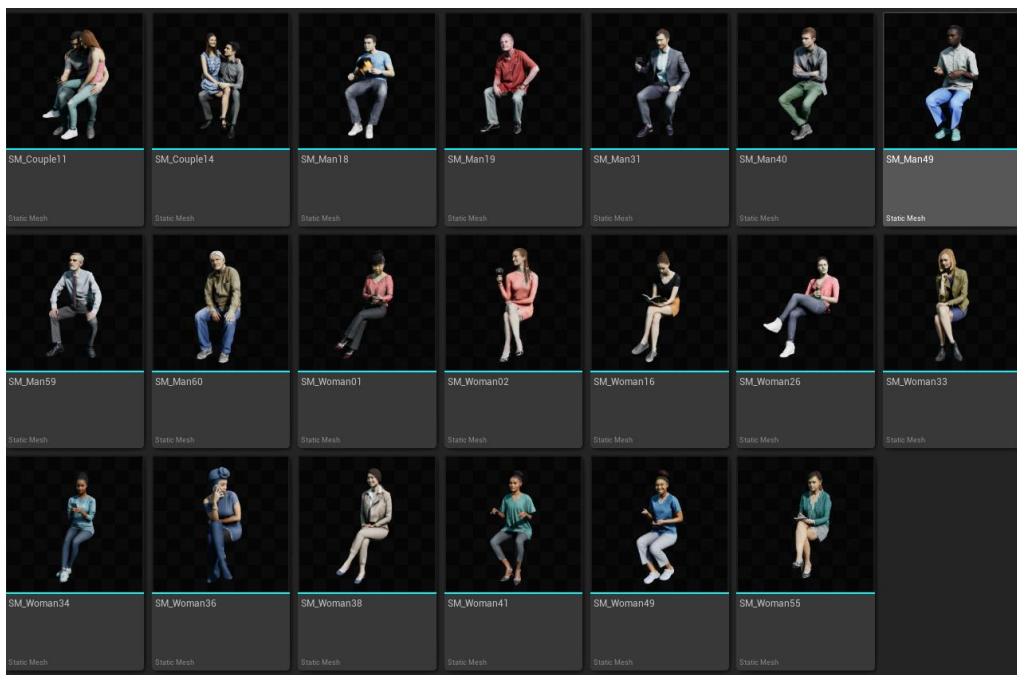 SM_Couple11
SM_Couple14
SM_Man18
SM_Man19
SM_Man31
SM_Man40
SM_Man49
Static Mesh
Static Mesh
Static Mesh
Static Mesh
Static Mesh
Static Mesh
Static Mesh
SM_Man59
SM_Man60
SM_Woman01
SM_Woman02
SM_Woman16
SM_Woman26
SM_Woman33
Static Mesh
Static Mesh
Static Mesh
Static Mesh
Static Mesh
Static Mesh
Static Mesh
SM_Woman34
SM_Woman36
SM_Woman38
SM_Woman41
SM_Woman49
SM_Woman55
Static Mesh
Static Mesh
Static Mesh
Static Mesh
Static Mesh
Static Mesh